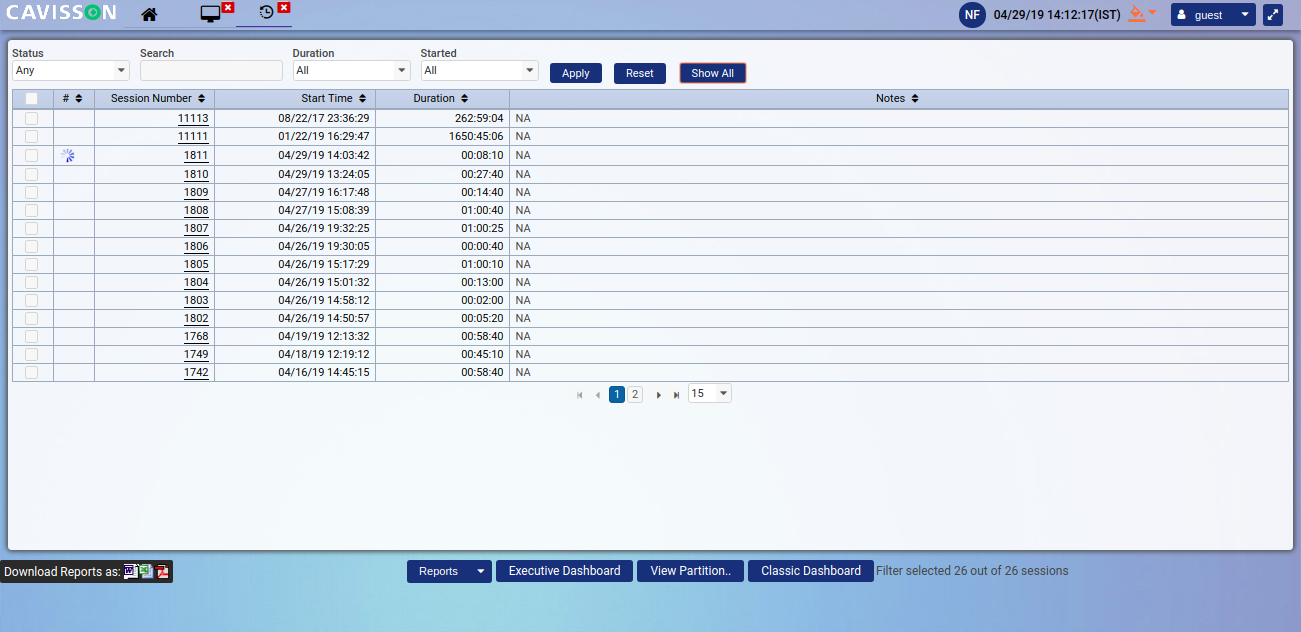 CAVISSON
NF 04/29/19 14:12:17(IST) guest
Status Search Duration Started
Any All All Apply Reset Show All
# Session Number Start Time Duration Notes
11113 08/22/17 23:36:29 262:59:04 NA
11111 01/22/19 16:29:47 1650:45:06 NA
1811 04/29/19 14:03:42 00:08:10 NA
1810 04/29/19 13:24:05 00:27:40 NA
1809 04/27/19 16:17:48 00:14:40 NA
1808 04/27/19 15:08:39 01:00:40 NA
1807 04/26/19 19:32:25 01:00:25 NA
1806 04/26/19 19:30:05 00:00:40 NA
1805 04/26/19 15:17:29 01:00:10 NA
1804 04/26/19 15:01:32 00:13:00 NA
1803 04/26/19 14:58:12 00:02:00 NA
1802 04/26/19 14:50:57 00:05:20 NA
1768 04/19/19 12:13:32 00:58:40 NA
1749 04/18/19 12:19:12 00:45:10 NA
1742 04/16/19 14:45:15 00:58:40 NA
1 2 15
Download Reports as: Reports Executive Dashboard View Partition.. Classic Dashboard Filter selected 26 out of 26 sessions